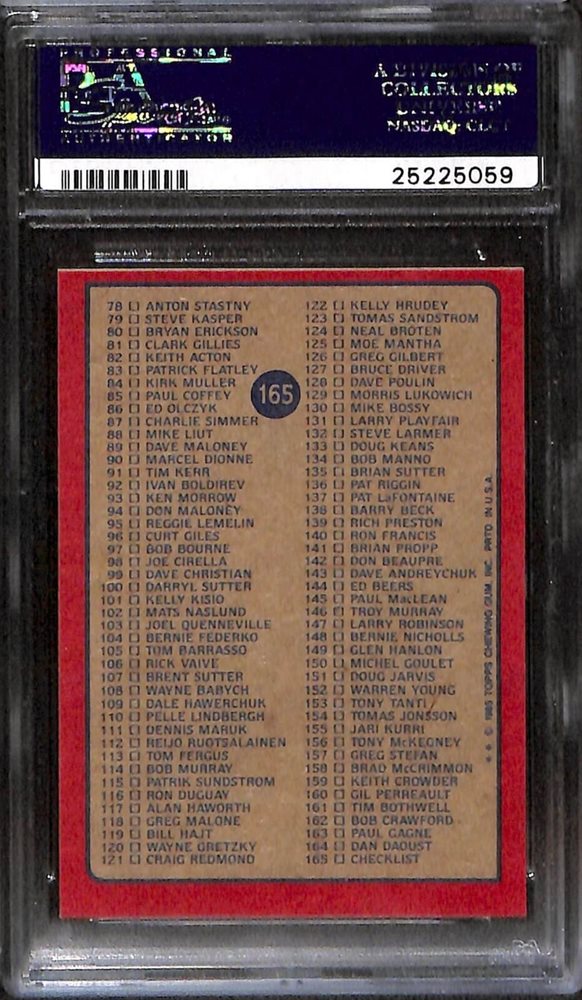 PROFESSIONAL
PSA
AUTHENTICATOR
A DIVISION OF
COLLECTORS
UNIVERSE
NASDAQ: CLCT
25225059
78 ANTON STASTNY
79 STEVE KASPER
80 BRYAN ERICKSON
81 CLARK GILLIES
82 KEITH ACTON
83 PATRICK FLATLEY
84 KIRK MULLER
85 PAUL COFFEY
86 ED OLCZYK
87 CHARLIE SIMMER
88 MIKE LIUT
89 DAVE MALONEY
90 MARCEL DIONNE
91 TIM KERR
92 IVAN BOLDIREV
93 KEN MORROW
94 DON MALONEY
95 REGGIE LEMELIN
96 CURT GILES
97 BOB BOURNE
98 JOE CIRELLA
99 DAVE CHRISTIAN
100 DARRYL SUTTER
101 KELLY KISIO
102 MATS NASLUND
103 JOEL QUENNEVILLE
104 BERNIE FEDERKO
105 TOM BARRASSO
106 RICK VAIVE
107 BRENT SUTTER
108 WAYNE BABYCH
109 DALE HAWERCHUK
110 PELLE LINDBERGH
111 DENNIS MARUK
112 REIJO RUOTSALAINEN
113 TOM FERGUS
114 BOB MURRAY
115 PATRIK SUNDSTROM
116 RON DUGUAY
117 ALAN HAWORTH
118 GREG MALONE
119 BILL HAJT
120 WAYNE GRETZKY
121 CRAIG REDMOND
165
122 KELLY HRUDEY
123 TOMAS SANDSTROM
124 NEAL BROTEN
125 MOE MANTHA
126 GREG GILBERT
127 BRUCE DRIVER
128 DAVE POULIN
129 MORRIS LUKOWICH
130 MIKE BOSSY
131 LARRY PLAYFAIR
132 STEVE LARMER
133 DOUG KEANS
134 BOB MANNO
135 BRIAN SUTTER
136 PAT RIGGIN
137 PAT LaFONTAINE
138 BARRY BECK
139 RICH PRESTON
140 RON FRANCIS
141 BRIAN PROPP
142 DON BEAUPRE
143 DAVE ANDREYCHUK
144 ED BEERS
145 PAUL MacLEAN
146 TROY MURRAY
147 LARRY ROBINSON
148 BERNIE NICHOLLS
149 GLEN HANLON
150 MICHEL GOULET
151 DOUG JARVIS
152 WARREN YOUNG
153 TONY TANTI
154 TOMAS JONSSON
155 JARI KURRI
156 TONY McKEGNEY
157 GREG STEFAN
158 BRAD McCRIMMON
159 KEITH CROWDER
160 GIL PERREAULT
161 TIM BOTHWELL
162 BOB CRAWFORD
163 PAUL GAGNE
164 DAN DAOUST
165 CHECKLIST
* * © 1985 TOPPS CHEWING GUM, INC. PRTD. IN U.S.A.